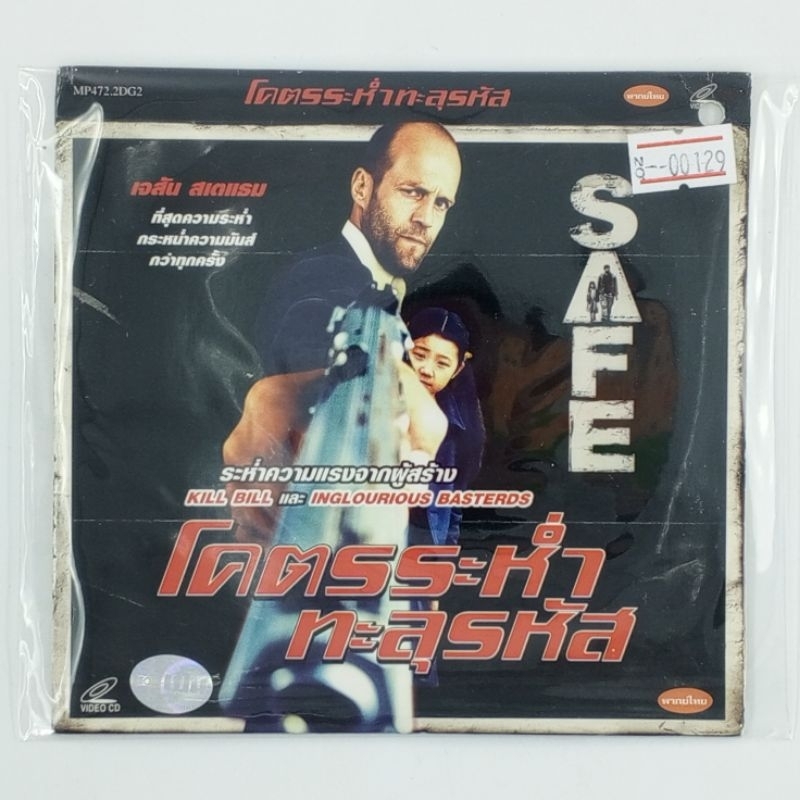 MP472.2DG2
โคตรระห่ำทะลุรหัส
พากย์ไทย
--00129
เจสัน สเตแธม
ที่สุดความระห่ำ
กระหน่ำความมันส์
กว่าทุกครั้ง
SAFE
ระห่ำความแรงจากผู้สร้าง
KILL BILL และ INGLOURIOUS BASTERDS
โคตรระห่ำ
ทะลุรหัส
VIDEO CD
พากย์ไทย